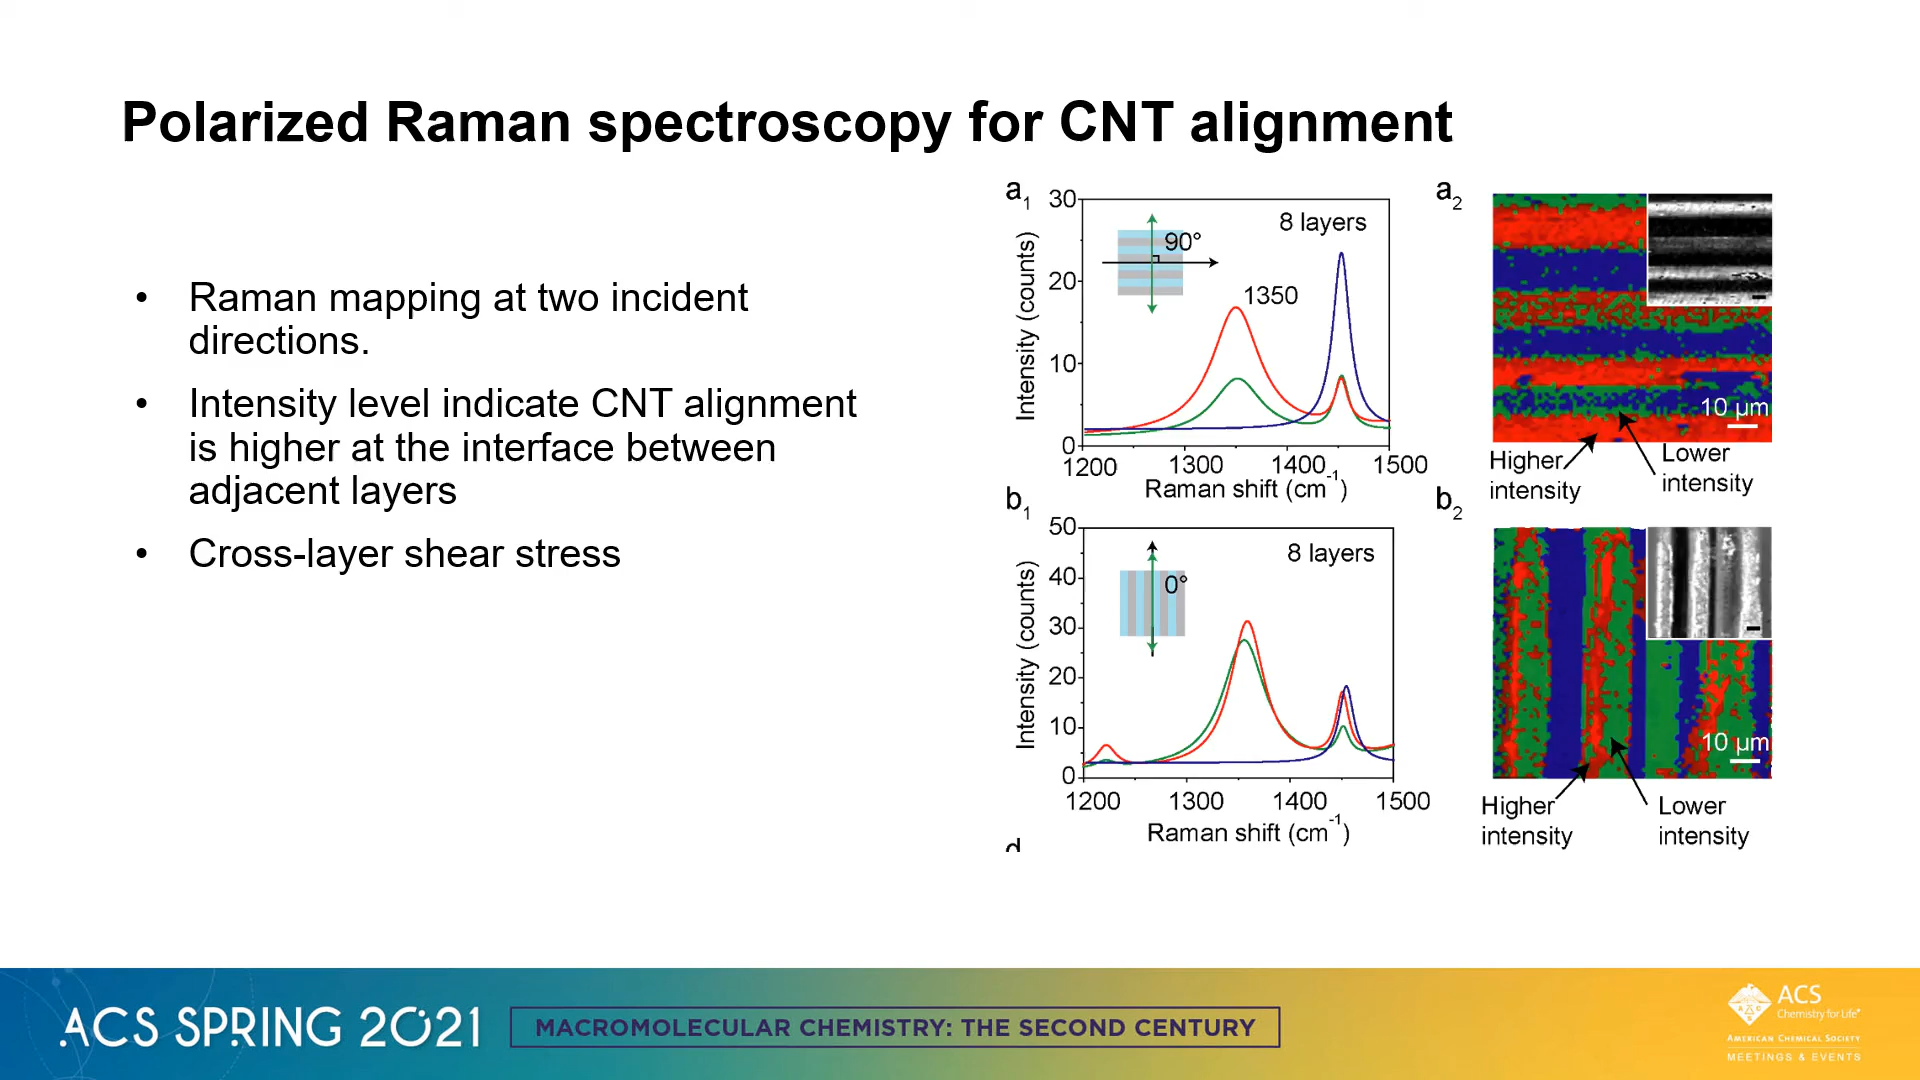 Polarized Raman spectroscopy for CNT alignment
• Raman mapping at two incident
directions.
• Intensity level indicate CNT alignment
is higher at the interface between
adjacent layers
• Cross-layer shear stress
a1
30
20
10
0
Intensity (counts)
90°
8 layers
1350
1200 1300 1400 1500
Raman shift (cm-1)
a2
10 µm
Higher intensity
Lower intensity
b1
50
40
30
20
10
0
Intensity (counts)
0°
8 layers
1200 1300 1400 1500
Raman shift (cm-1)
b2
10 µm
Higher intensity
Lower intensity
d
ACS SPRING 2021
MACROMOLECULAR CHEMISTRY: THE SECOND CENTURY
ACS
Chemistry for Life®
AMERICAN CHEMICAL SOCIETY
MEETINGS & EVENTS